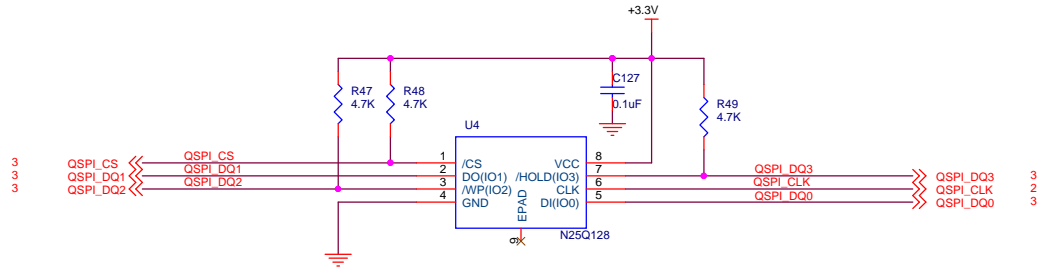 +3.3V
C127
0.1uF
R47
4.7K
R48
4.7K
R49
4.7K
U4
3 QSPI_CS QSPI_CS 1 /CS VCC 8
3 QSPI_DQ1 QSPI_DQ1 2 DO(IO1) /HOLD(IO3) 7 QSPI_DQ3 QSPI_DQ3 3
3 QSPI_DQ2 QSPI_DQ2 3 /WP(IO2) CLK 6 QSPI_CLK QSPI_CLK 2
4 GND DI(IO0) 5 QSPI_DQ0 QSPI_DQ0 3
EPAD
9
N25Q128